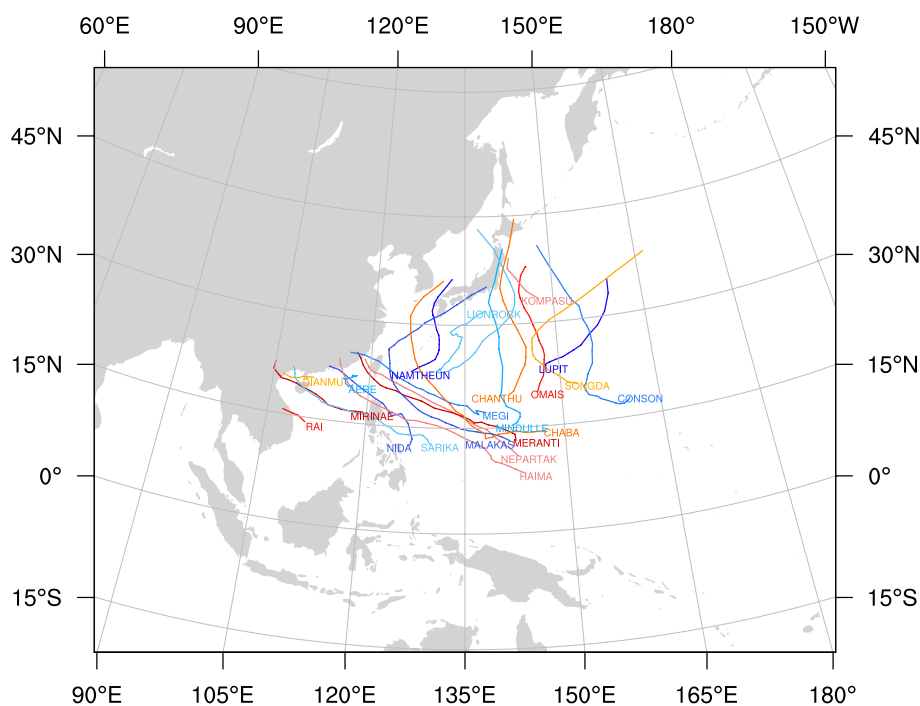 60°E 90°E 120°E 150°E 180° 150°W
45°N 45°N
30°N 30°N
KOMPASU
LIONROCK
15°N 15°N
LUPIT
NAMTHEUN
DIANMU AERE SONGDA
CHANTHU OMAIS CONSON
MIRINAE MEGI
RAI MINDULLE CHABA
NIDA SARIKA MALAKAS MERANTI
NEPARTAK
0° HAIMA 0°
15°S 15°S
90°E 105°E 120°E 135°E 150°E 165°E 180°